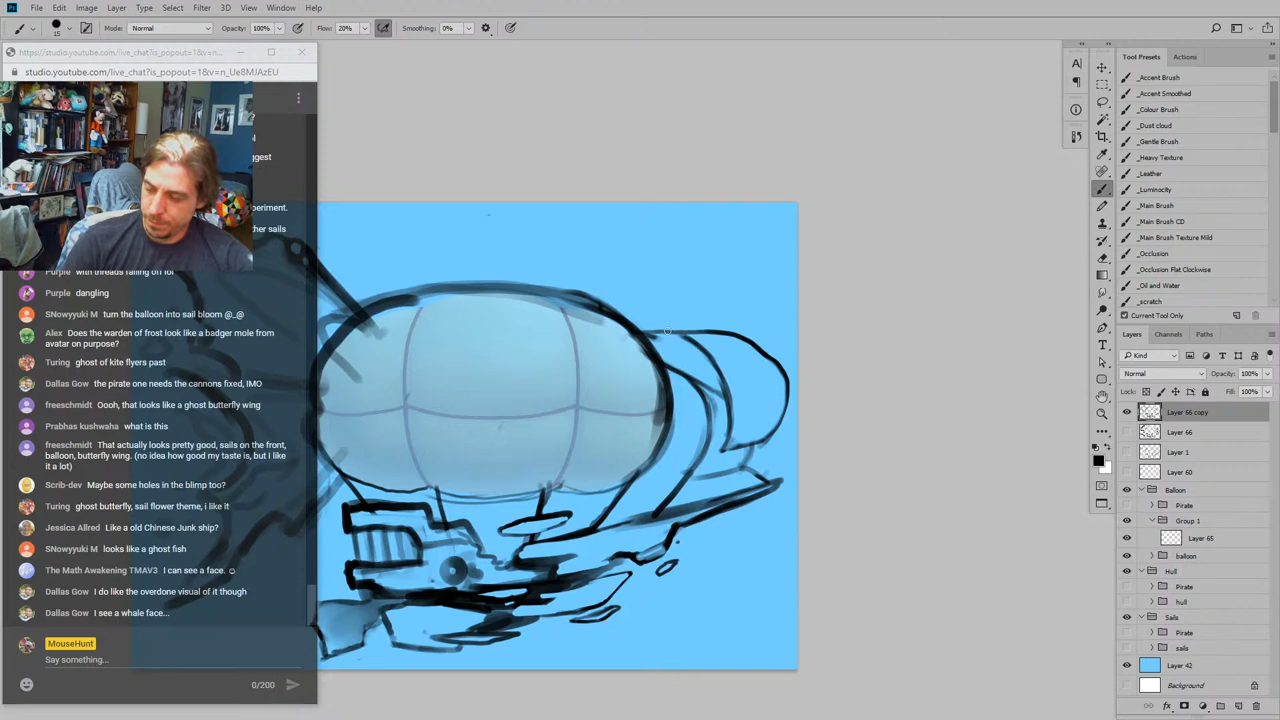 Ps File Edit Image Layer Type Select Filter 3D View Window Help
15 Mode: Normal Opacity: 100% Flow: 20% Smoothing: 0%
https://studio.youtube.com/live_chat?is_popout=1&v=n_...
studio.youtube.com/live_chat?is_popout=1&v=n_Ue8MJAzEU
Purple with threads falling off lol
Purple dangling
SNowyyuki M turn the balloon into sail bloom @_@
Alex Does the warden of frost look like a badger mole from
avatar on purpose?
Turing ghost of kite flyers past
Dallas Gow the pirate one needs the cannons fixed, IMO
freeschmidt Oooh, that looks like a ghost butterfly wing
Prabhas kushwaha what is this
freeschmidt That actually looks pretty good, sails on the front,
balloon, butterfly wing. (no idea how good my taste is, but I like
it a lot)
Scrib-dev Maybe some holes in the blimp too?
Turing ghost butterfly, sail flower theme, i like it
Jessica Allred Like a old Chinese Junk ship?
SNowyyuki M looks like a ghost fish
The Math Awakening TMAV3 I can see a face. ☺
Dallas Gow I do like the overdone visual of it though
Dallas Gow I see a whole face...
MouseHunt
Say something...
0/200
Tool Presets Actions
_Accent Brush
_Accent Smoothed
_Colour Brush
_Dust cloud
_Gentle Brush
_Heavy Texture
_Leather
_Luminocity
_Main Brush
_Main Brush CD
_Main Brush Texture Mild
_Occlusion
_Occlusion Flat Clockwise
_Oil and Water
_scratch
Current Tool Only
Layers Channels Paths
Kind
Normal Opacity: 100%
Lock: Fill: 100%
Layer 66 copy
Layer 66
Layer 1
Layer 60
Balloon
Pirate
Group 1
Layer 65
balloon
Hull
Pirate
hull
Sails
Pirate
sails
Layer 42
Background